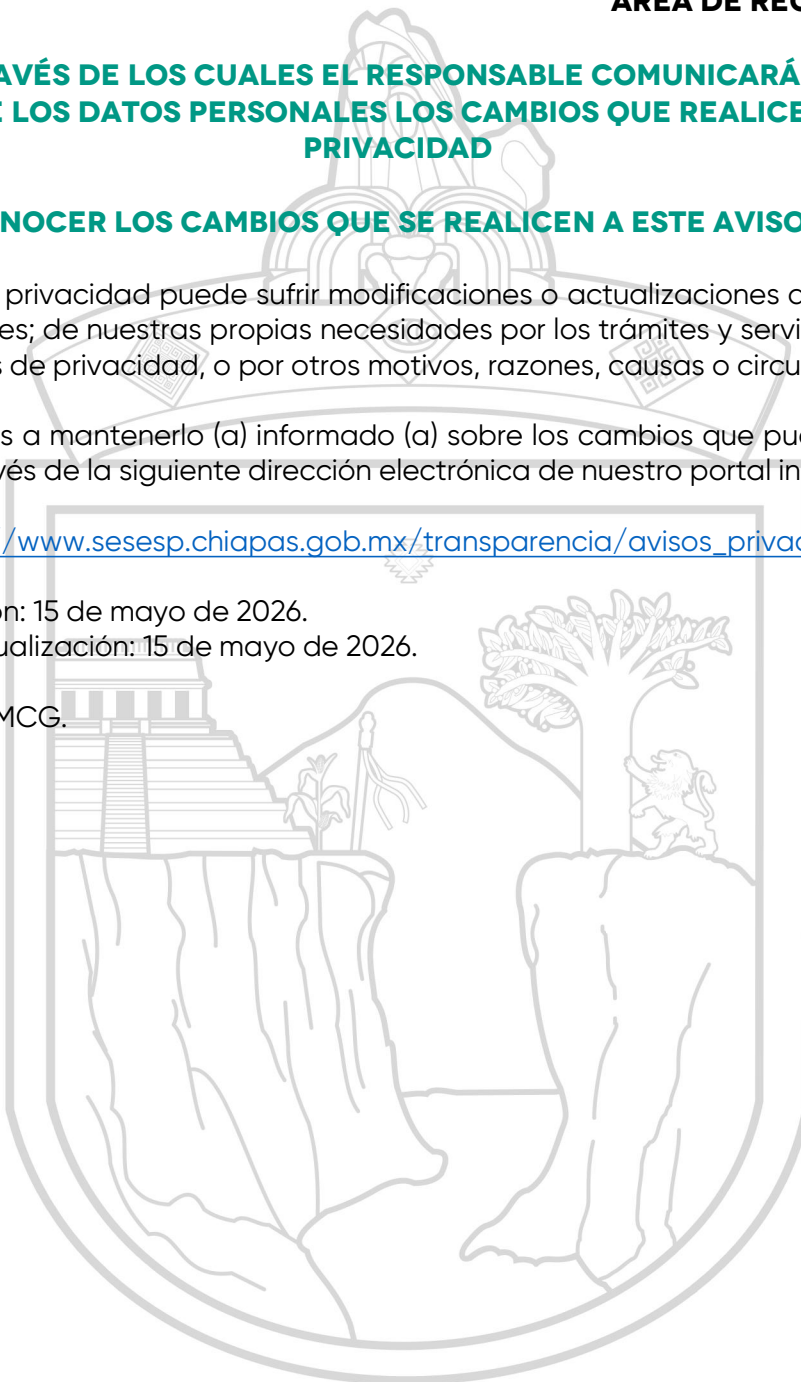 ÁREA DE REC
AVÉS DE LOS CUALES EL RESPONSABLE COMUNICARÁ
E LOS DATOS PERSONALES LOS CAMBIOS QUE REALICE
PRIVACIDAD
NOCER LOS CAMBIOS QUE SE REALICEN A ESTE AVISO
privacidad puede sufrir modificaciones o actualizaciones
es; de nuestras propias necesidades por los trámites y servi
s de privacidad, o por otros motivos, razones, causas o circu
s a mantenerlo (a) informado (a) sobre los cambios que pu
vés de la siguiente dirección electrónica de nuestro portal in
/www.sesesp.chiapas.gob.mx/transparencia/avisos_privac
n: 15 de mayo de 2026.
ualización: 15 de mayo de 2026.
MCG.